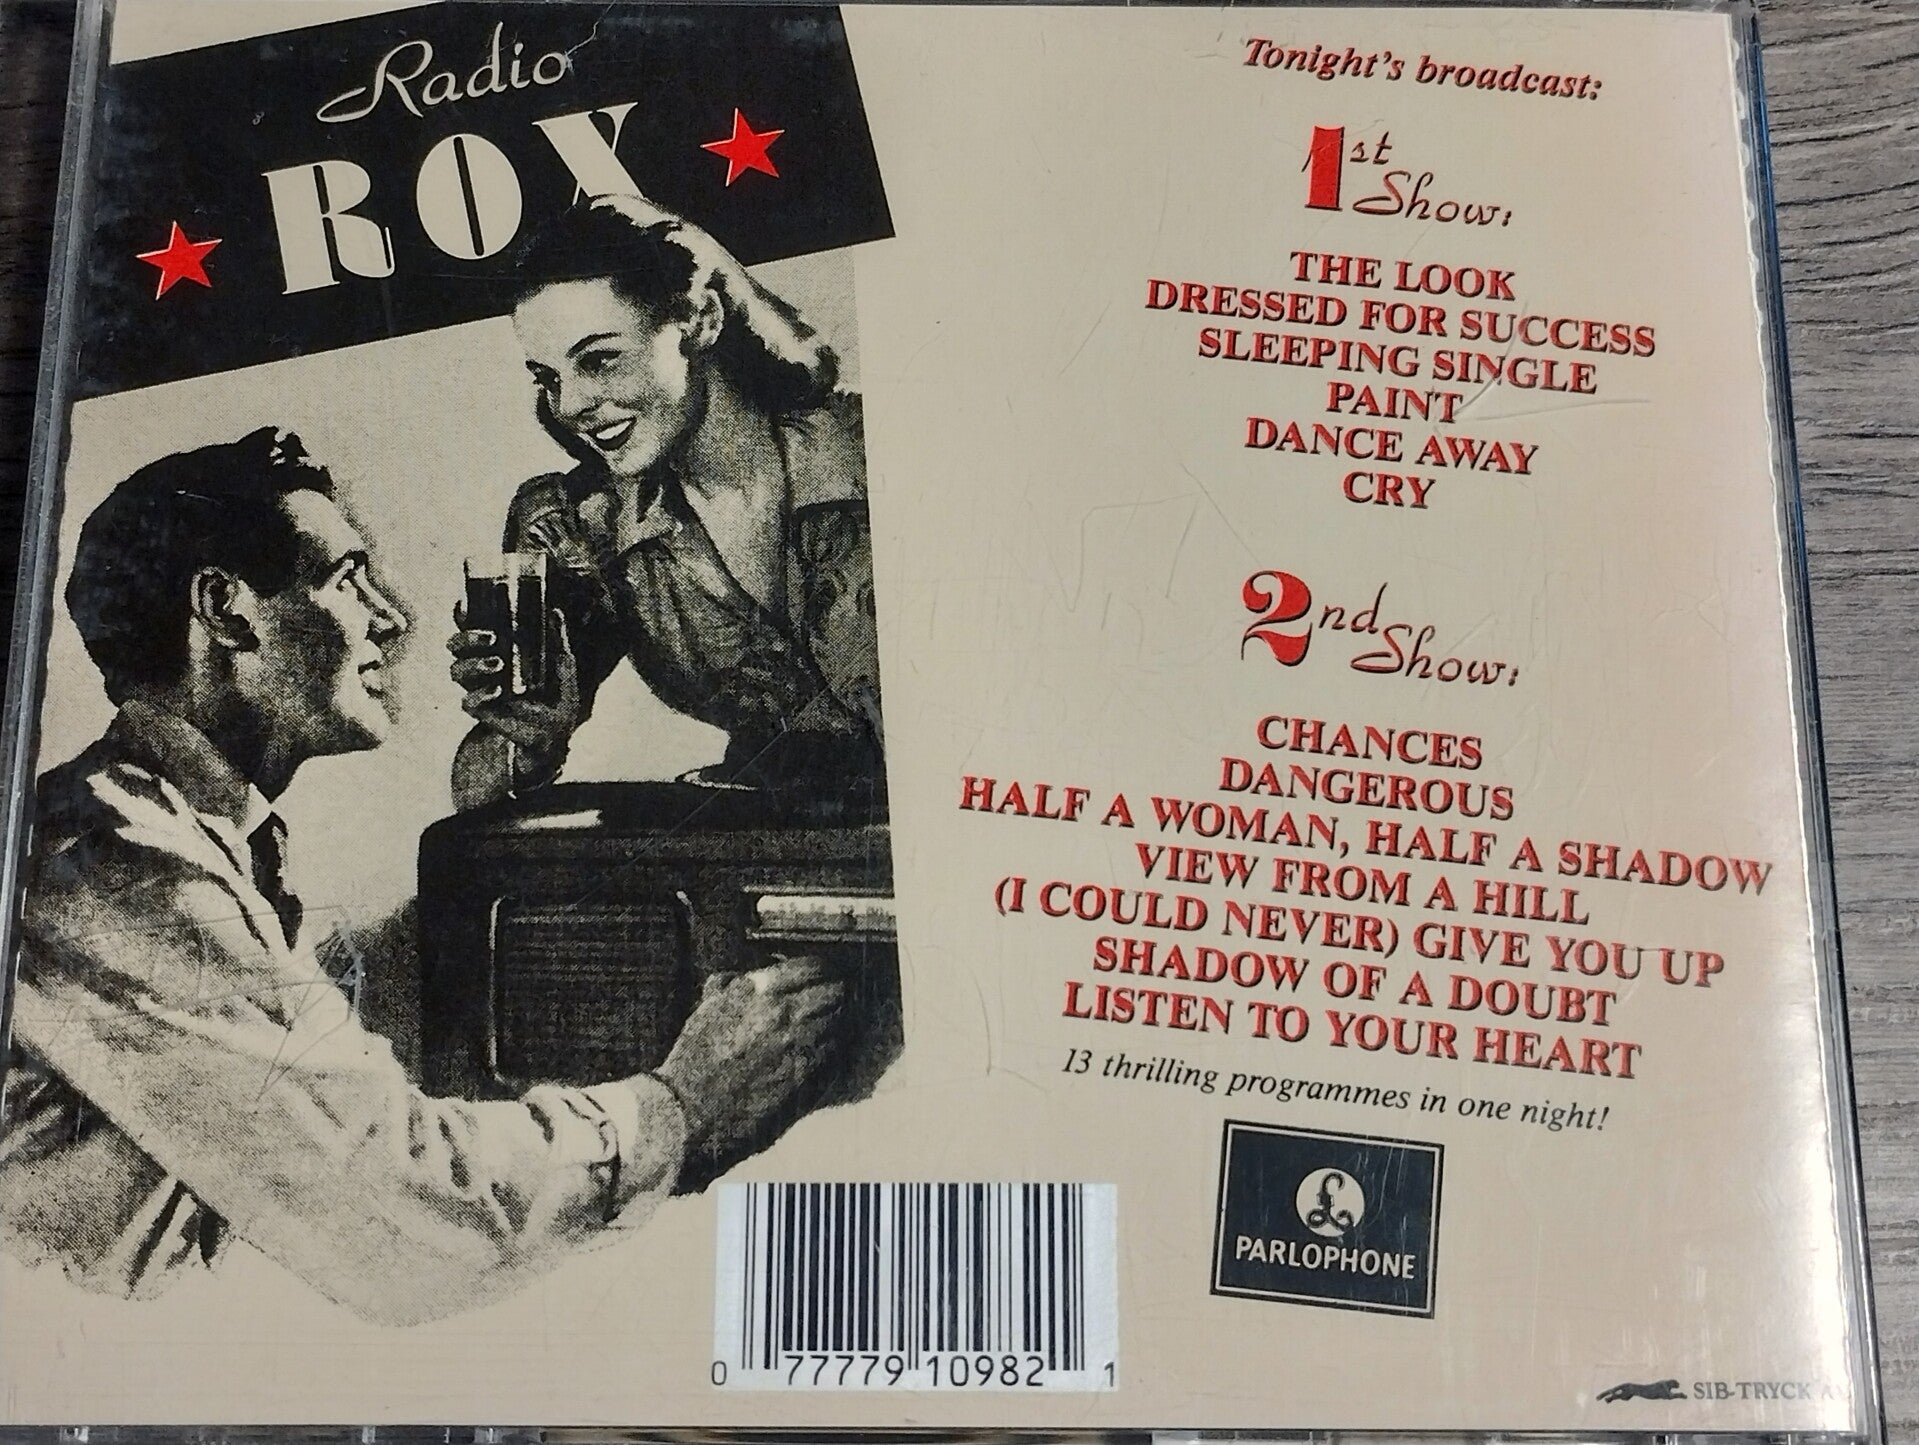 Radio
ROX
Tonight's broadcast:
1st Show:
THE LOOK
DRESSED FOR SUCCESS
SLEEPING SINGLE
PAINT
DANCE AWAY
CRY
2nd Show:
CHANCES
DANGEROUS
HALF A WOMAN, HALF A SHADOW
VIEW FROM A HILL
(I COULD NEVER) GIVE YOU UP
SHADOW OF A DOUBT
LISTEN TO YOUR HEART
13 thrilling programmes in one night!
£
PARLOPHONE
0 77779 10982 1
SIB-TRYCK